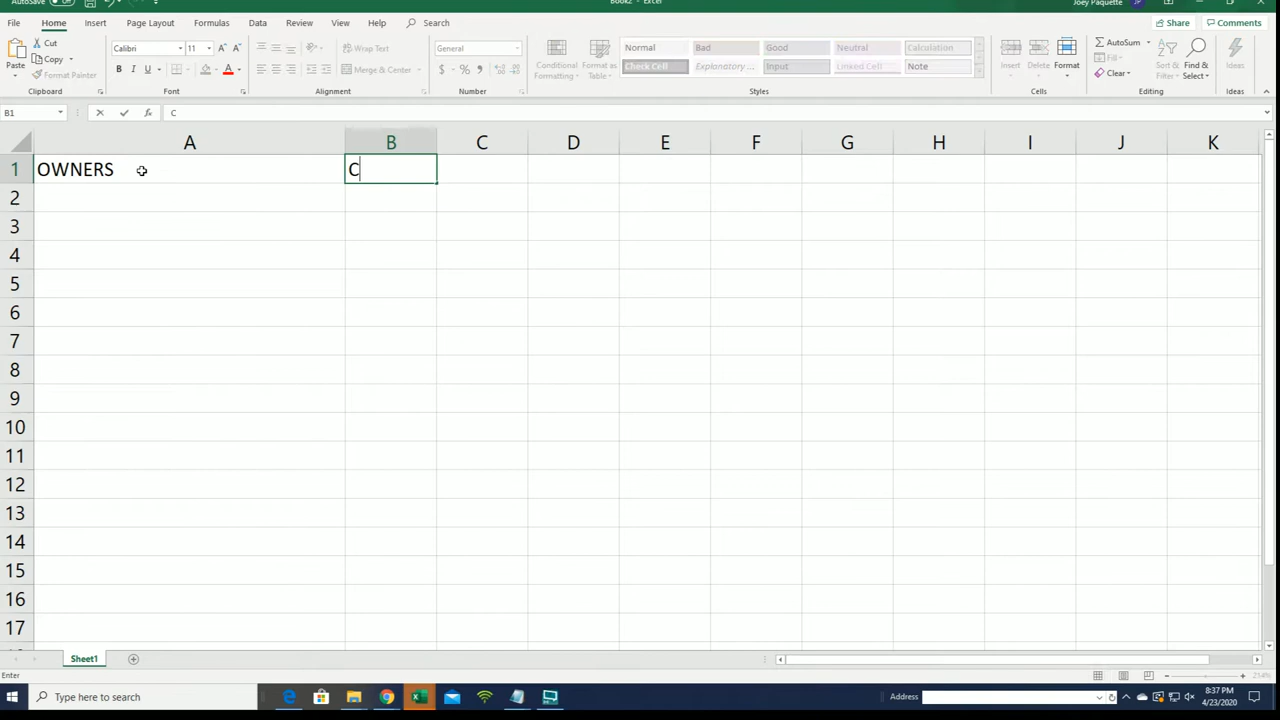 AutoSave Off Book2 - Excel Joey Paquette JP
File Home Insert Page Layout Formulas Data Review View Help Search Share Comments
Paste Cut Copy Format Painter Clipboard
Calibri 11 A A B I U A Font
Wrap Text Merge & Center Alignment
General $ % , Number
Conditional Formatting Format as Table
Normal Bad Good Neutral Calculation
Check Cell Explanatory ... Input Linked Cell Note
Styles
Insert Delete Format Cells
AutoSum Fill Clear Sort & Filter Find & Select Editing
Ideas Ideas
B1 fx C
A B C D E F G H I J K
1 OWNERS C
2
3
4
5
6
7
8
9
10
11
12
13
14
15
16
17
Sheet1
Enter 214%
Type here to search Address 8:37 PM
4/23/2020